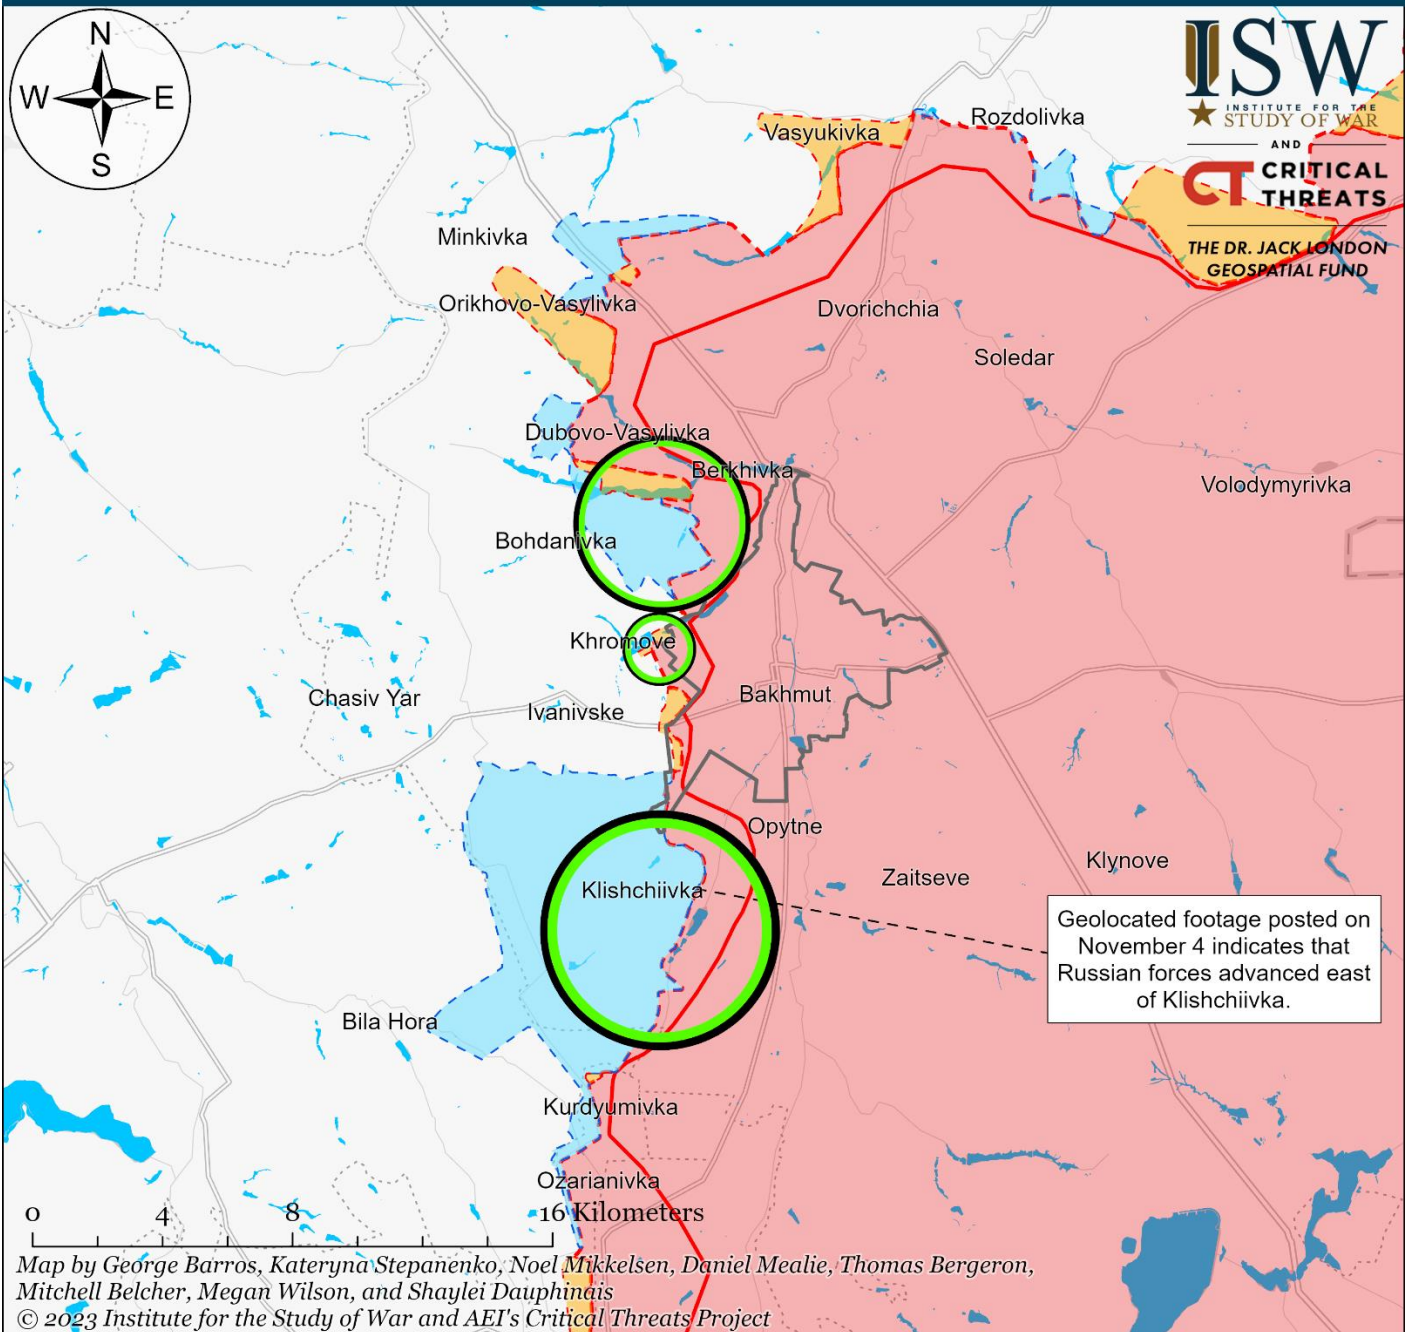 N
W
E
S
ISW
INSTITUTE FOR THE
STUDY OF WAR
AND
CT CRITICAL
THREATS
THE DR. JACK LONDON
GEOSPATIAL FUND
Rozdolivka
Vasyukivka
Minkivka
Orikhovo-Vasylivka
Dvorichchia
Soledar
Dubovo-Vasylivka
Berkhivka
Volodymyrivka
Bohdanivka
Khromove
Chasiv Yar
Ivanivske
Bakhmut
Opytne
Klynove
Zaitseve
Klishchiivka
Geolocated footage posted on
November 4 indicates that
Russian forces advanced east
of Klishchiivka.
Bila Hora
Kurdyumivka
Ozarianivka
0 4 8 16 Kilometers
Map by George Barros, Kateryna Stepanenko, Noel Mikkelsen, Daniel Mealie, Thomas Bergeron,
Mitchell Belcher, Megan Wilson, and Shaylei Dauphinais
© 2023 Institute for the Study of War and AEI's Critical Threats Project